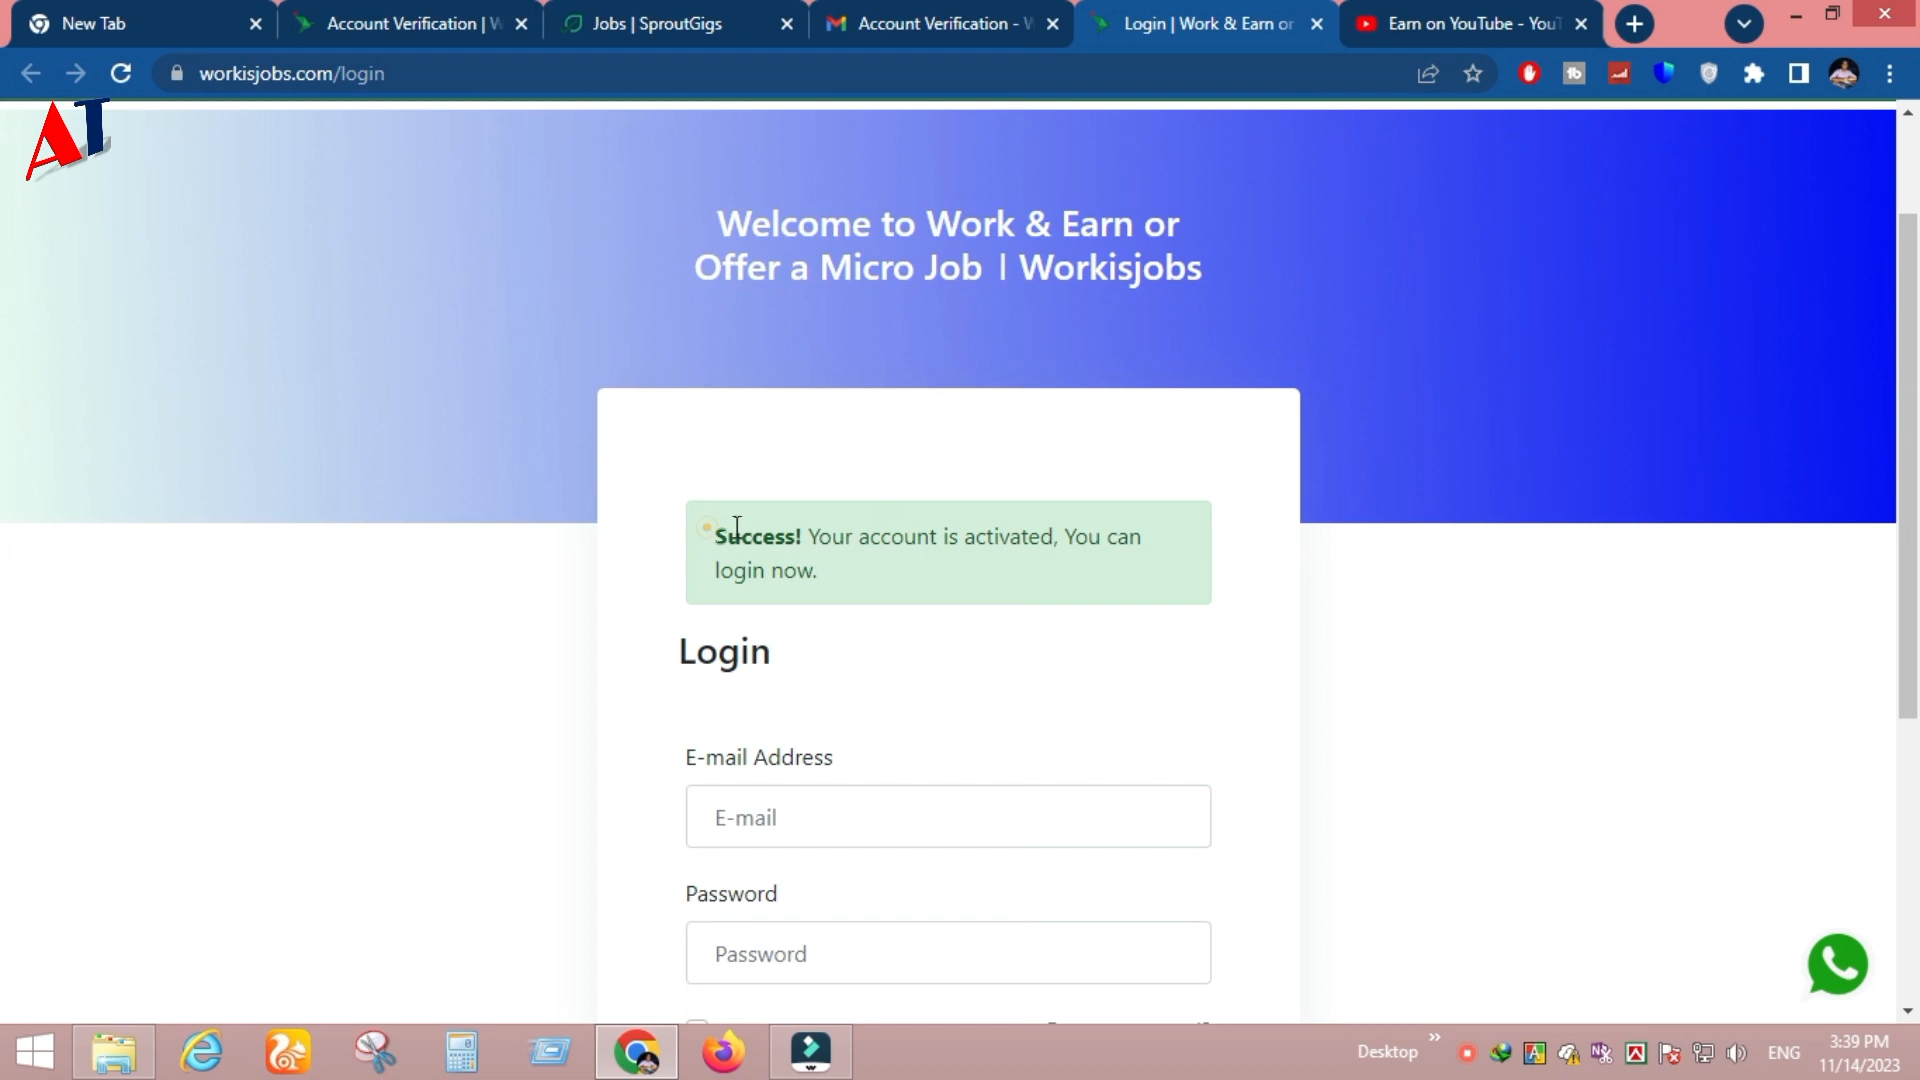 New Tab
Account Verification | W
Jobs | SproutGigs
Account Verification - W
Login | Work & Earn or
Earn on YouTube - YouT
workisjobs.com/login
AT
Welcome to Work & Earn or
Offer a Micro Job | Workisjobs
Success! Your account is activated, You can
login now.
Login
E-mail Address
E-mail
Password
Password
Desktop
ENG
3:39 PM
11/14/2023